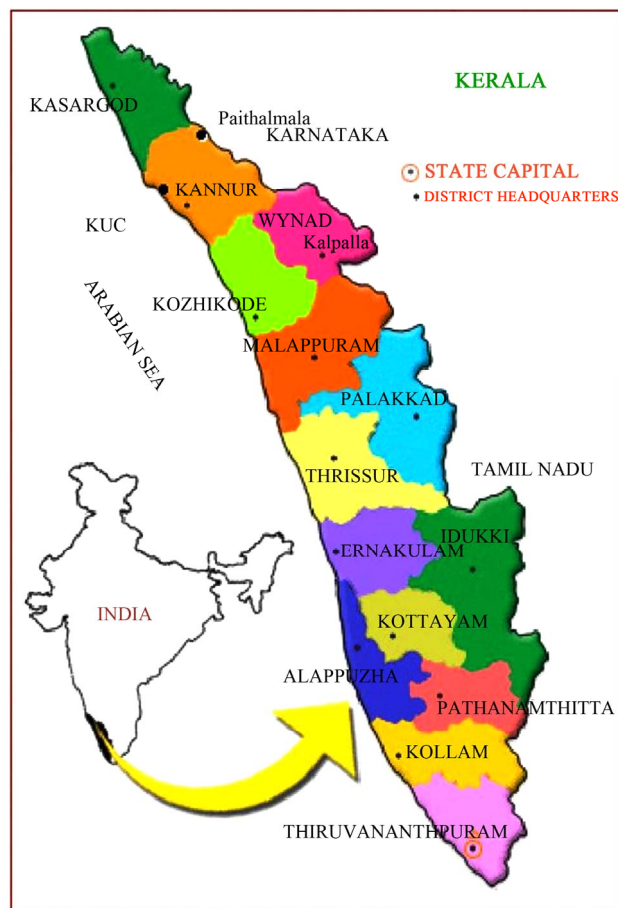 KERALA
KASARGOD
Paithalmala
KARNATAKA
STATE CAPITAL
DISTRICT HEADQUARTERS
KANNUR
KUC
WYNAD
Kalpalla
ARABIAN SEA
KOZHIKODE
MALAPPURAM
PALAKKAD
THRISSUR
TAMIL NADU
IDUKKI
ERNAKULAM
INDIA
KOTTAYAM
ALAPPUZHA
PATHANAMTHITTA
KOLLAM
THIRUVANANTHPURAM